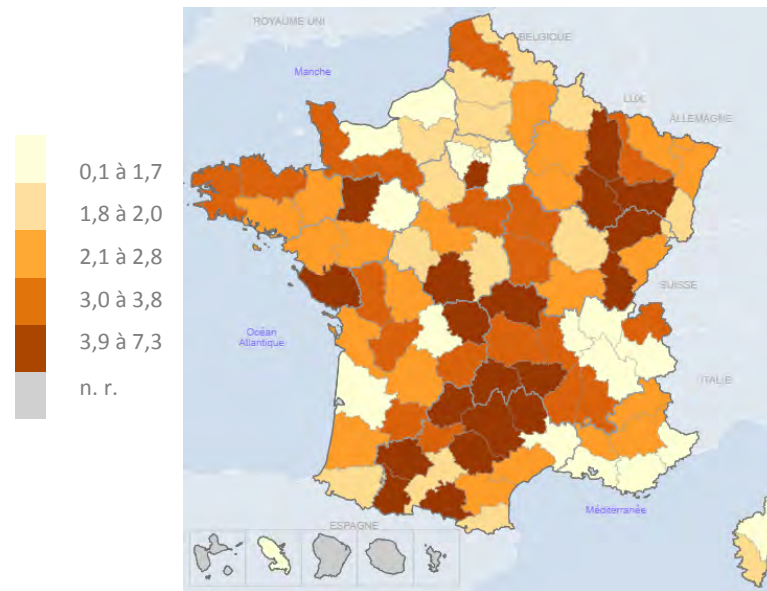 ROYAUME UNI
BELGIQUE
Manche
LUX.
ALLEMAGNE
0,1 à 1,7
1,8 à 2,0
2,1 à 2,8
3,0 à 3,8
3,9 à 7,3
n. r.
SUISSE
Océan
Atlantique
ITALIE
Méditerranée
ESPAGNE